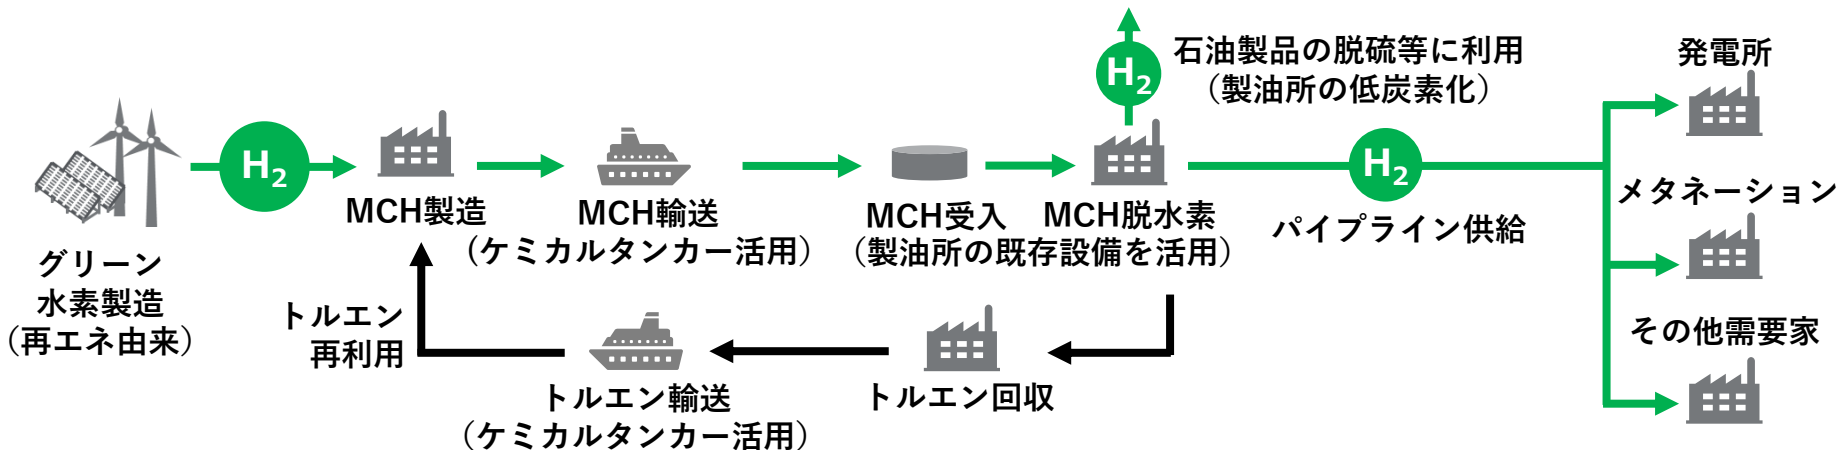 グリーン
水素製造
（再エネ由来）
H2
MCH製造
MCH輸送
（ケミカルタンカー活用）
MCH受入
MCH脱水素
（製油所の既存設備を活用）
H2
石油製品の脱硫等に利用
（製油所の低炭素化）
H2
パイプライン供給
発電所
メタネーション
その他需要家
トルエン回収
トルエン輸送
（ケミカルタンカー活用）
トルエン
再利用